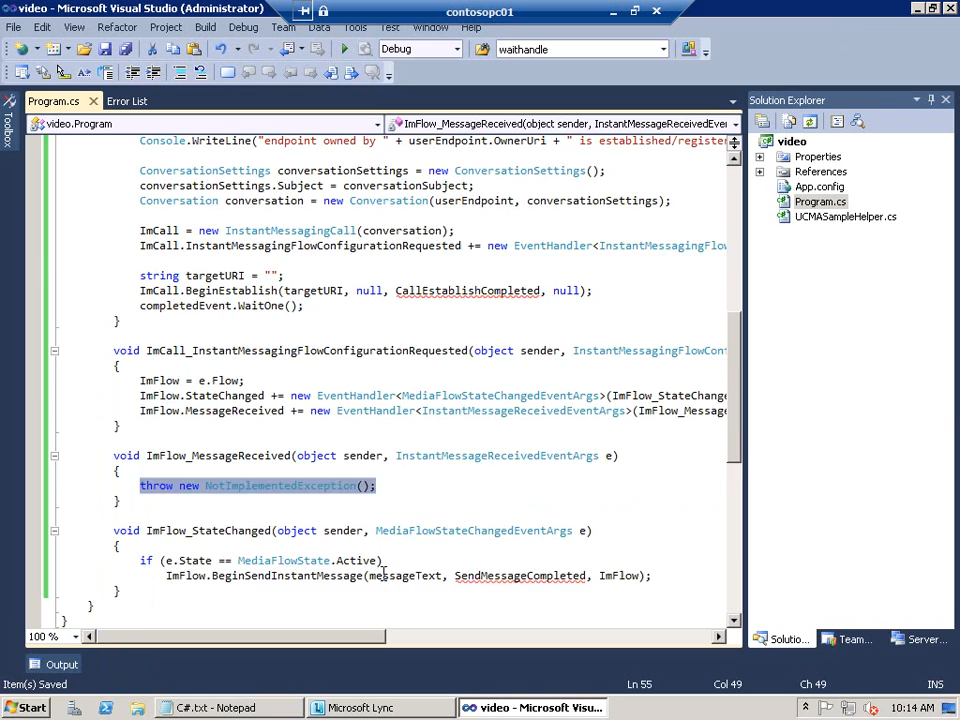 video - Microsoft Visual Studio (Administrator)
contosopc01
File Edit View Refactor Project Build Debug Team Data Tools Test Window Help
Debug
waithandle
Program.cs
Error List
Solution Explorer
Toolbox
video.Program
ImFlow_MessageReceived(object sender, InstantMessageReceivedEver
Console.WriteLine("endpoint owned by " + userEndpoint.OwnerUri + " is established/register
ConversationSettings conversationSettings = new ConversationSettings();
conversationSettings.Subject = conversationSubject;
Conversation conversation = new Conversation(userEndpoint, conversationSettings);
ImCall = new InstantMessagingCall(conversation);
ImCall.InstantMessagingFlowConfigurationRequested += new EventHandler<InstantMessagingFlow
string targetURI = "";
ImCall.BeginEstablish(targetURI, null, CallEstablishCompleted, null);
completedEvent.WaitOne();
}
void ImCall_InstantMessagingFlowConfigurationRequested(object sender, InstantMessagingFlowConf
{
ImFlow = e.Flow;
ImFlow.StateChanged += new EventHandler<MediaFlowStateChangedEventArgs>(ImFlow_StateChange
ImFlow.MessageReceived += new EventHandler<InstantMessageReceivedEventArgs>(ImFlow_Message
}
void ImFlow_MessageReceived(object sender, InstantMessageReceivedEventArgs e)
{
throw new NotImplementedException();
}
void ImFlow_StateChanged(object sender, MediaFlowStateChangedEventArgs e)
{
if (e.State == MediaFlowState.Active)
ImFlow.BeginSendInstantMessage(messageText, SendMessageCompleted, ImFlow);
}
}
}
video
Properties
References
App.config
Program.cs
UCMASampleHelper.cs
100 %
Solutio...
Team...
Server...
Output
Item(s) Saved
Ln 55
Col 49
Ch 49
INS
Start
C#.txt - Notepad
Microsoft Lync
video - Microsoft Visu...
10:14 AM